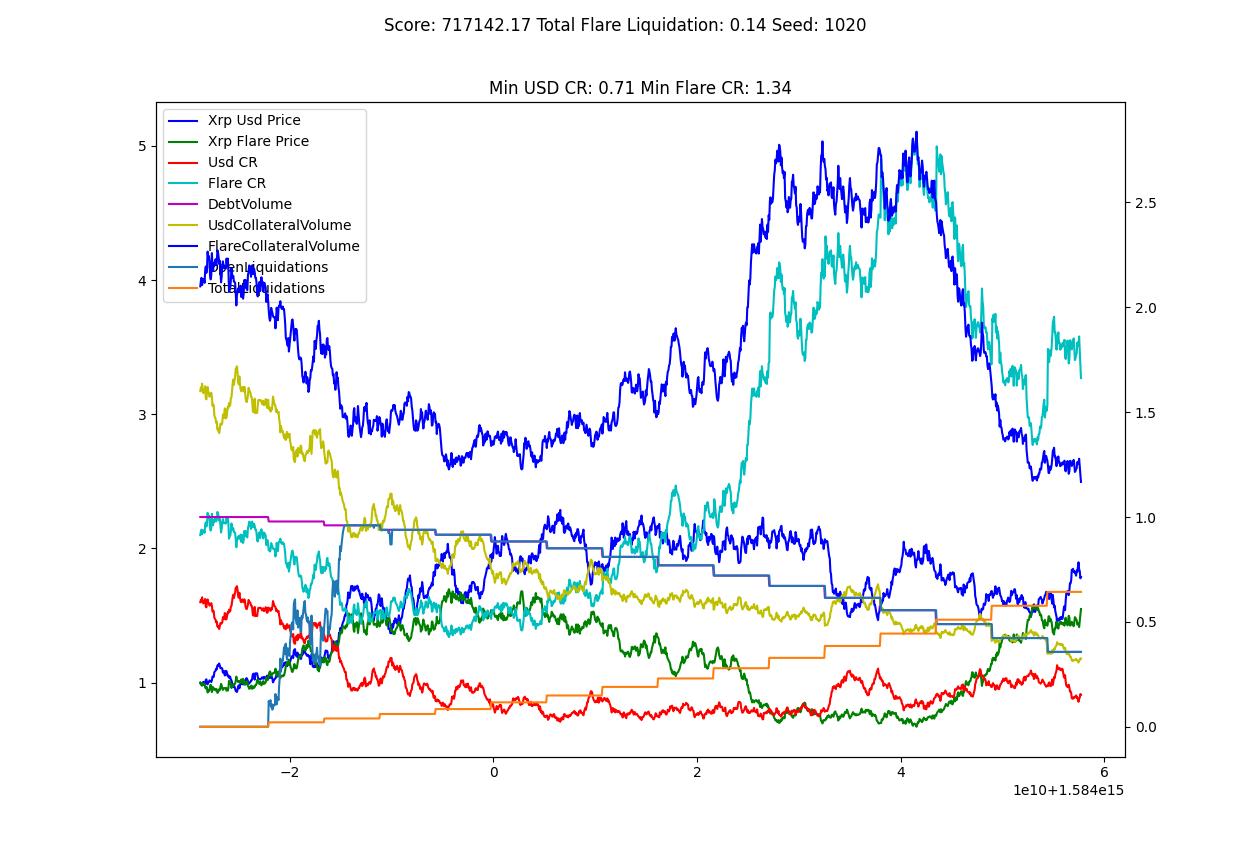 Score: 717142.17 Total Flare Liquidation: 0.14 Seed: 1020
Min USD CR: 0.71 Min Flare CR: 1.34
Xrp Usd Price
Xrp Flare Price
Usd CR
Flare CR
DebtVolume
UsdCollateralVolume
FlareCollateralVolume
OpenLiquidations
TotalLiquidations
5
4
3
2
1
2.5
2.0
1.5
1.0
0.5
0.0
−2 0 2 4 6
1e10+1.584e15